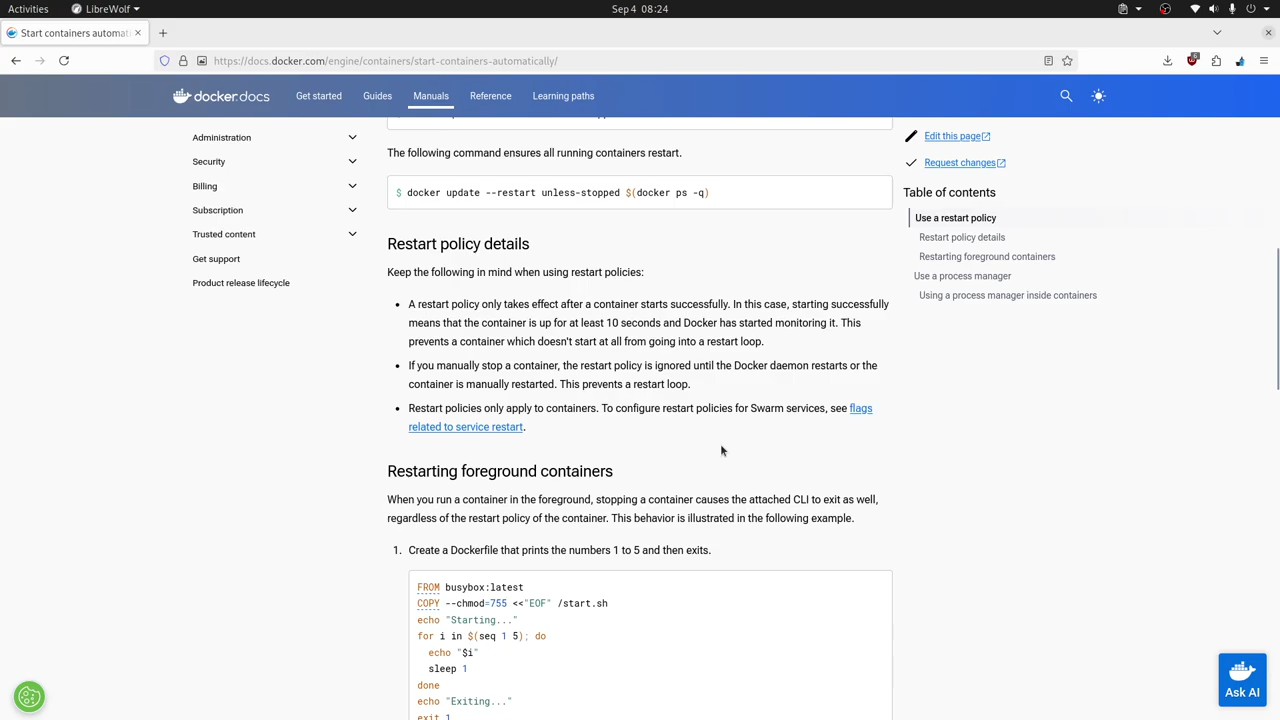 Activities LibreWolf Sep 4 08:24
Start containers automati
https://docs.docker.com/engine/containers/start-containers-automatically/
6
docker.docs Get started Guides Manuals Reference Learning paths
Administration
Security
Billing
Subscription
Trusted content
Get support
Product release lifecycle
The following command ensures all running containers restart.
$ docker update --restart unless-stopped $(docker ps -q)
Restart policy details
Keep the following in mind when using restart policies:
• A restart policy only takes effect after a container starts successfully. In this case, starting successfully
means that the container is up for at least 10 seconds and Docker has started monitoring it. This
prevents a container which doesn't start at all from going into a restart loop.
• If you manually stop a container, the restart policy is ignored until the Docker daemon restarts or the
container is manually restarted. This prevents a restart loop.
• Restart policies only apply to containers. To configure restart policies for Swarm services, see flags
related to service restart.
Restarting foreground containers
When you run a container in the foreground, stopping a container causes the attached CLI to exit as well,
regardless of the restart policy of the container. This behavior is illustrated in the following example.
1. Create a Dockerfile that prints the numbers 1 to 5 and then exits.
FROM busybox:latest
COPY --chmod=755 <<"EOF" /start.sh
echo "Starting..."
for i in $(seq 1 5); do
echo "$i"
sleep 1
done
echo "Exiting..."
exit 1
Edit this page
Request changes
Table of contents
Use a restart policy
Restart policy details
Restarting foreground containers
Use a process manager
Using a process manager inside containers
Ask AI